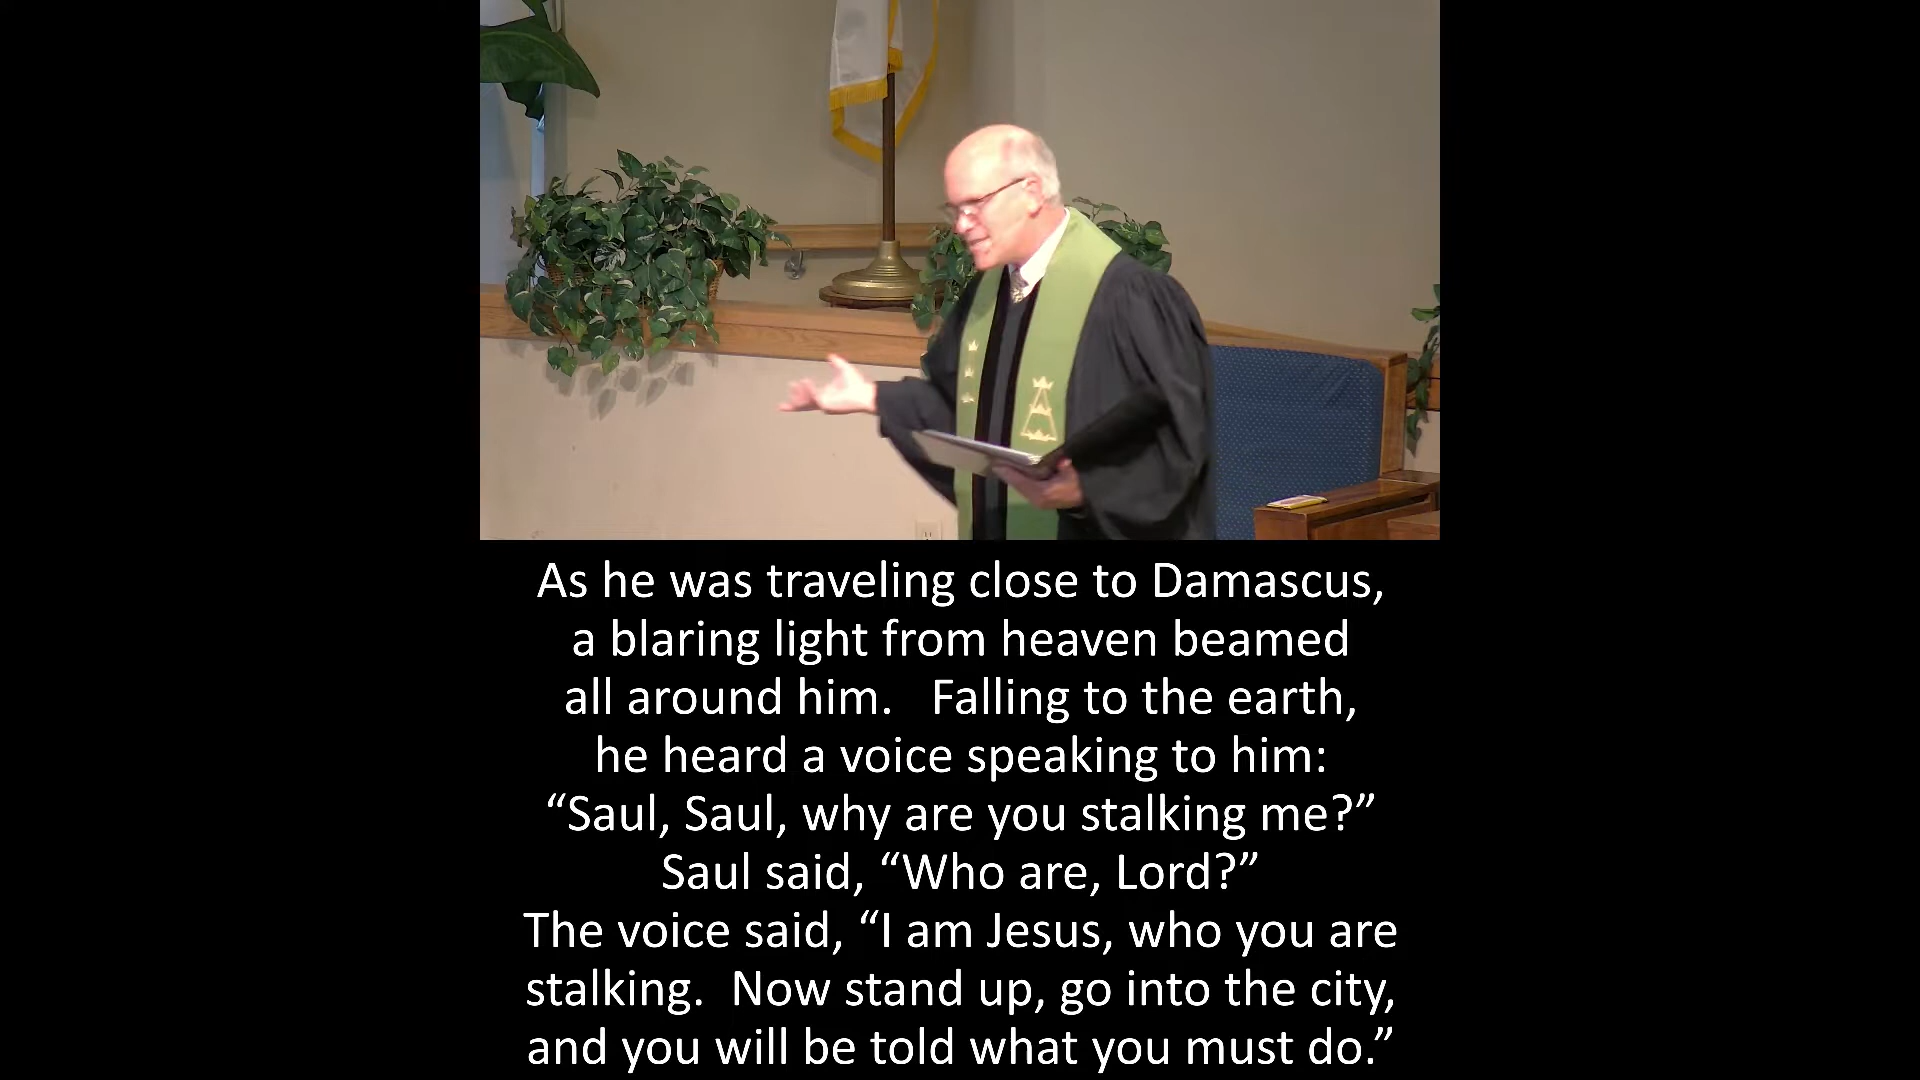 As he was traveling close to Damascus,
a blaring light from heaven beamed
all around him.   Falling to the earth,
he heard a voice speaking to him:
“Saul, Saul, why are you stalking me?”
Saul said, “Who are, Lord?”
The voice said, “I am Jesus, who you are
stalking.  Now stand up, go into the city,
and you will be told what you must do.”